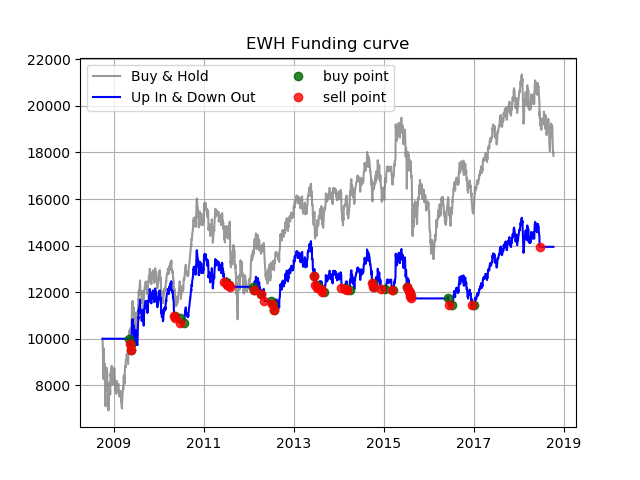 EWH Funding curve
Buy & Hold
Up In & Down Out
buy point
sell point
22000
20000
18000
16000
14000
12000
10000
8000
2009
2011
2013
2015
2017
2019